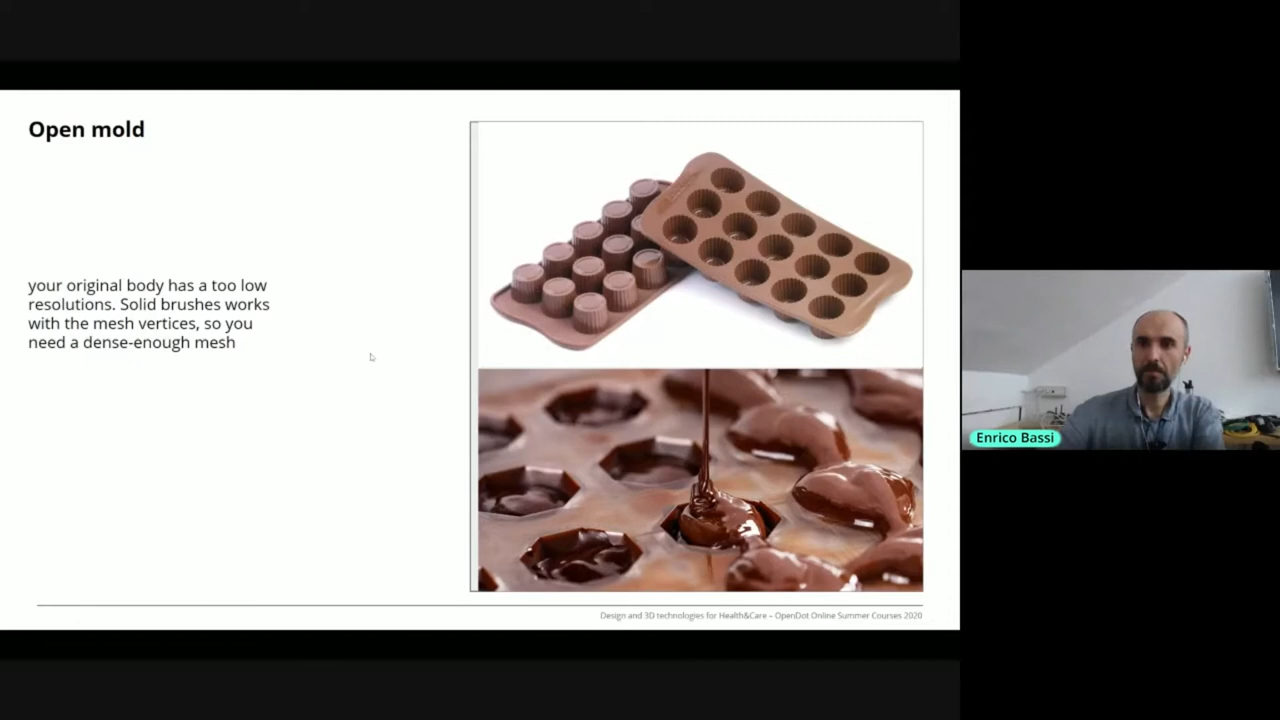 Open mold
your original body has a too low
resolutions. Solid brushes works
with the mesh vertices, so you
need a dense-enough mesh
Design and 3D technologies for Health&Care – OpenDot Online Summer Courses 2020
Enrico Bassi